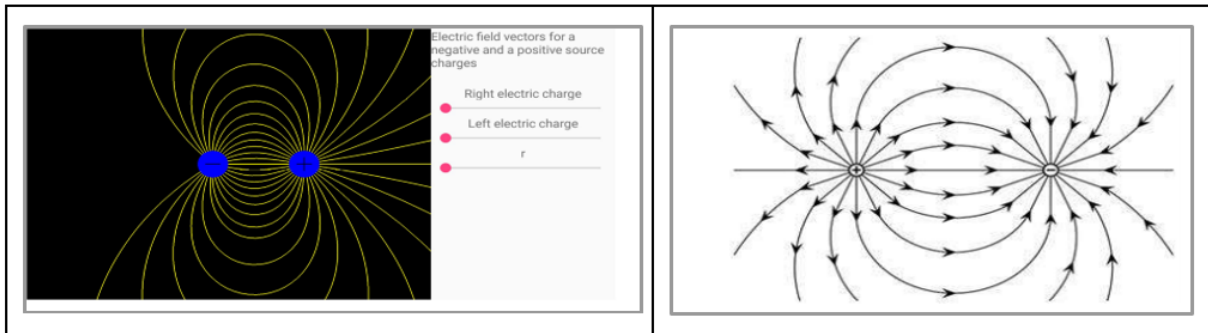 Electric field vectors for a
negative and a positive source
charges
Right electric charge
Left electric charge
r
− +
+ −